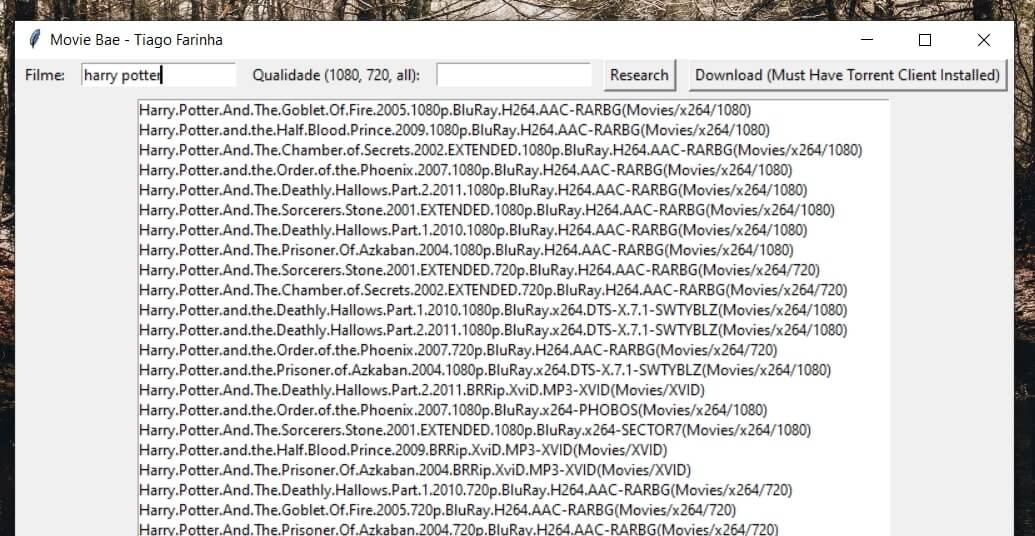 Movie Bae - Tiago Farinha
Filme: harry potter Qualidade (1080, 720, all): Research Download (Must Have Torrent Client Installed)
Harry.Potter.And.The.Goblet.Of.Fire.2005.1080p.BluRay.H264.AAC-RARBG(Movies/x264/1080)
Harry.Potter.and.the.Half.Blood.Prince.2009.1080p.BluRay.H264.AAC-RARBG(Movies/x264/1080)
Harry.Potter.And.The.Chamber.of.Secrets.2002.EXTENDED.1080p.BluRay.H264.AAC-RARBG(Movies/x264/1080)
Harry.Potter.and.the.Order.of.the.Phoenix.2007.1080p.BluRay.H264.AAC-RARBG(Movies/x264/1080)
Harry.Potter.And.The.Deathly.Hallows.Part.2.2011.1080p.BluRay.H264.AAC-RARBG(Movies/x264/1080)
Harry.Potter.And.The.Sorcerers.Stone.2001.EXTENDED.1080p.BluRay.H264.AAC-RARBG(Movies/x264/1080)
Harry.Potter.And.The.Deathly.Hallows.Part.1.2010.1080p.BluRay.H264.AAC-RARBG(Movies/x264/1080)
Harry.Potter.And.The.Prisoner.Of.Azkaban.2004.1080p.BluRay.H264.AAC-RARBG(Movies/x264/1080)
Harry.Potter.And.The.Sorcerers.Stone.2001.EXTENDED.720p.BluRay.H264.AAC-RARBG(Movies/x264/720)
Harry.Potter.And.The.Chamber.of.Secrets.2002.EXTENDED.720p.BluRay.H264.AAC-RARBG(Movies/x264/720)
Harry.Potter.and.the.Deathly.Hallows.Part.1.2010.1080p.BluRay.x264.DTS-X.7.1-SWTYBLZ(Movies/x264/1080)
Harry.Potter.and.the.Deathly.Hallows.Part.2.2011.1080p.BluRay.x264.DTS-X.7.1-SWTYBLZ(Movies/x264/1080)
Harry.Potter.and.the.Order.of.the.Phoenix.2007.720p.BluRay.H264.AAC-RARBG(Movies/x264/720)
Harry.Potter.and.the.Prisoner.of.Azkaban.2004.1080p.BluRay.x264.DTS-X.7.1-SWTYBLZ(Movies/x264/1080)
Harry.Potter.And.The.Deathly.Hallows.Part.2.2011.BRRip.XviD.MP3-XVID(Movies/XVID)
Harry.Potter.and.the.Order.of.the.Phoenix.2007.1080p.BluRay.x264-PHOBOS(Movies/x264/1080)
Harry.Potter.And.The.Sorcerers.Stone.2001.EXTENDED.1080p.BluRay.x264-SECTOR7(Movies/x264/1080)
Harry.Potter.and.the.Half.Blood.Prince.2009.BRRip.XviD.MP3-XVID(Movies/XVID)
Harry.Potter.And.The.Prisoner.Of.Azkaban.2004.BRRip.XviD.MP3-XVID(Movies/XVID)
Harry.Potter.And.The.Deathly.Hallows.Part.1.2010.720p.BluRay.H264.AAC-RARBG(Movies/x264/720)
Harry.Potter.And.The.Goblet.Of.Fire.2005.720p.BluRay.H264.AAC-RARBG(Movies/x264/720)
Harry.Potter.And.The.Prisoner.Of.Azkaban.2004.720p.BluRay.H264.AAC-RARBG(Movies/x264/720)